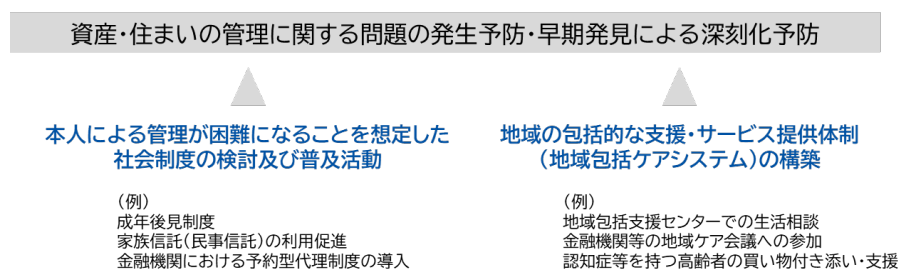 資産・住まいの管理に関する問題の発生予防・早期発見による深刻化予防
本人による管理が困難になることを想定した
社会制度の検討及び普及活動
（例）
成年後見制度
家族信託（民事信託）の利用促進
金融機関における予約型代理制度の導入
地域の包括的な支援・サービス提供体制
（地域包括ケアシステム）の構築
（例）
地域包括支援センターでの生活相談
金融機関等の地域ケア会議への参加
認知症等を持つ高齢者の買い物付き添い・支援